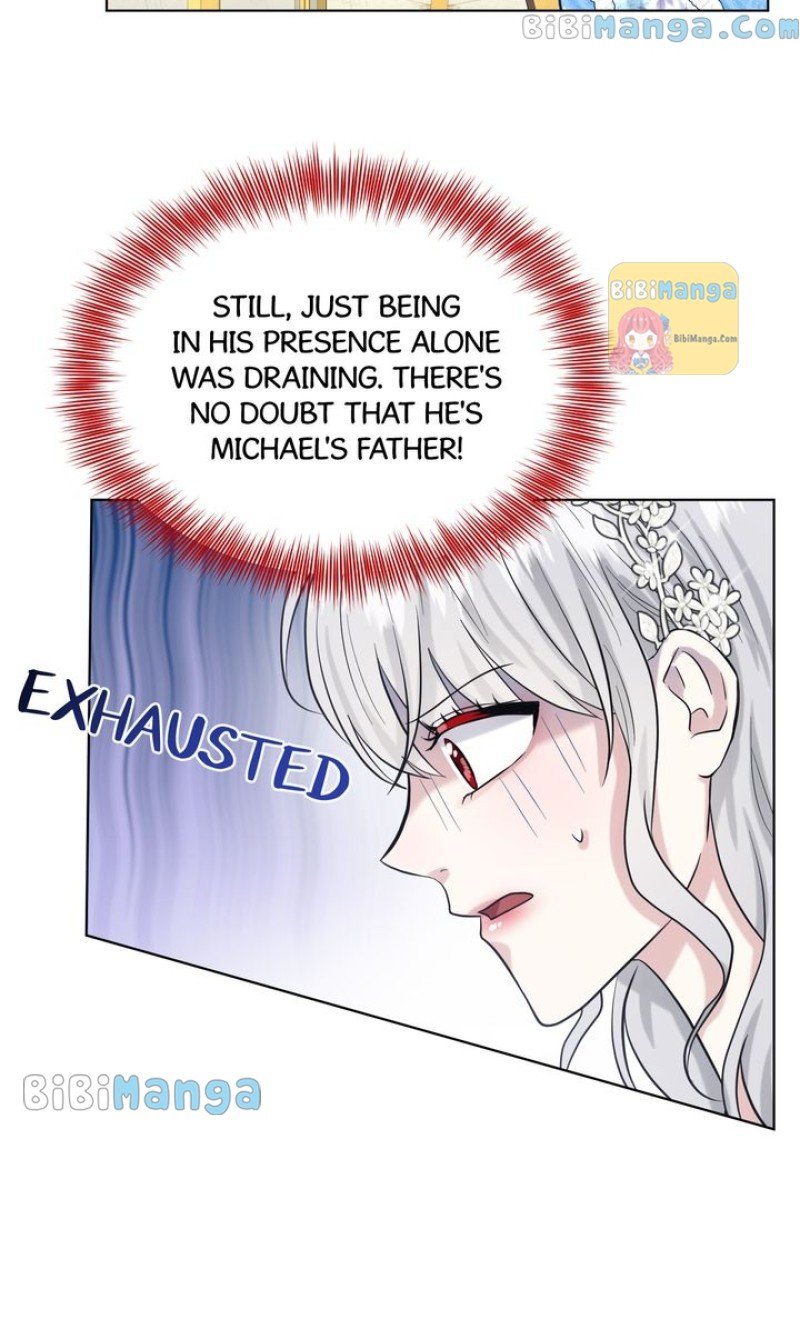 BiBiManga.Com
BiBiManga
BibiManga.Com
STILL, JUST BEING
IN HIS PRESENCE ALONE
WAS DRAINING. THERE'S
NO DOUBT THAT HE'S
MICHAEL'S FATHER!
EXHAUSTED
BiBiManga